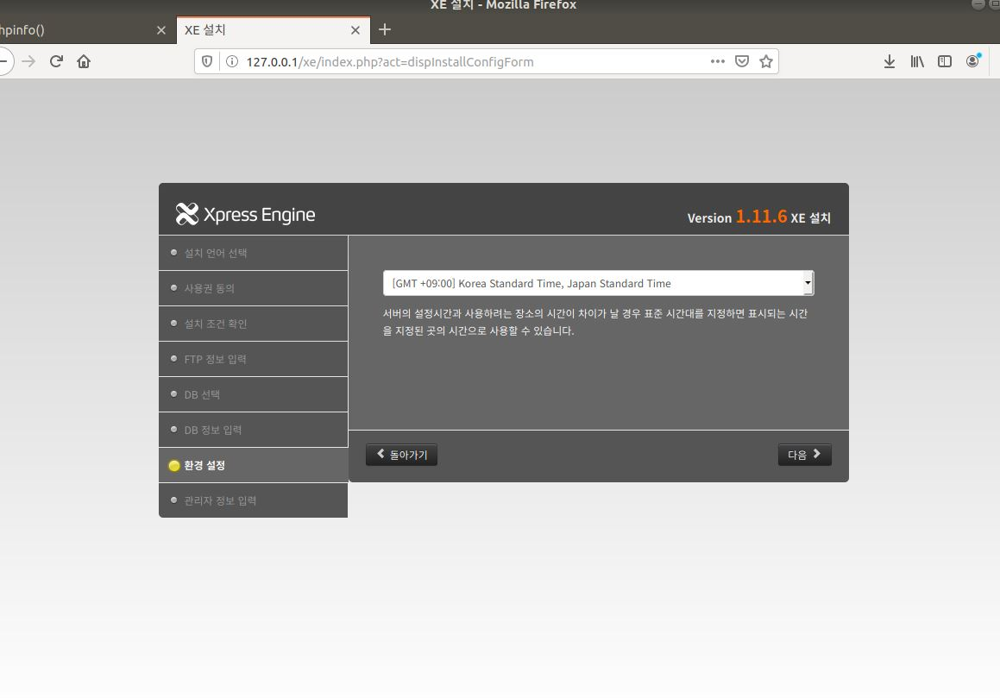 XE 설치 - Mozilla Firefox
hpinfo()
XE 설치
127.0.0.1/xe/index.php?act=dispInstallConfigForm
Xpress Engine
Version 1.11.6 XE 설치
설치 언어 선택
사용권 동의
설치 조건 확인
FTP 정보 입력
DB 선택
DB 정보 입력
환경 설정
관리자 정보 입력
[GMT +09:00] Korea Standard Time, Japan Standard Time
서버의 설정시간과 사용하려는 장소의 시간이 차이가 날 경우 표준 시간대를 지정하면 표시되는 시간
을 지정된 곳의 시간으로 사용할 수 있습니다.
돌아가기
다음